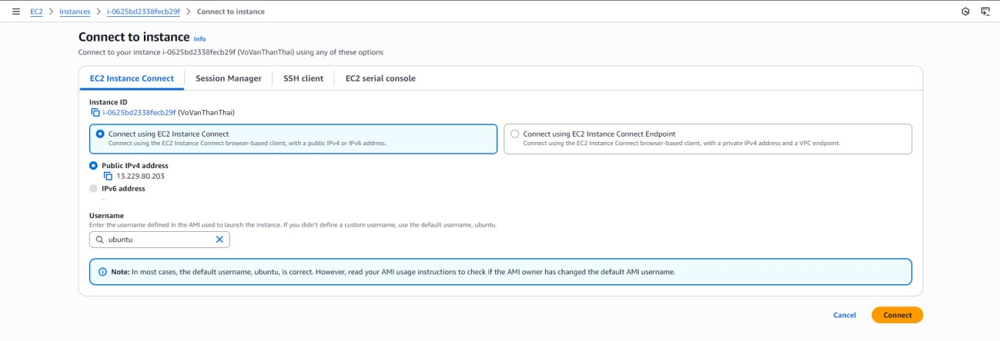 EC2 > Instances > i-0625bd2338fecb29f > Connect to instance
Connect to instance Info
Connect to your instance i-0625bd2338fecb29f (VoVanThanThai) using any of these options
EC2 Instance Connect Session Manager SSH client EC2 serial console
Instance ID
i-0625bd2338fecb29f (VoVanThanThai)
Connect using EC2 Instance Connect
Connect using the EC2 Instance Connect browser-based client, with a public IPv4 or IPv6 address.
Connect using EC2 Instance Connect Endpoint
Connect using the EC2 Instance Connect browser-based client, with a private IPv4 address and a VPC endpoint.
Public IPv4 address
13.229.80.203
IPv6 address
–
Username
Enter the username defined in the AMI used to launch the instance. If you didn't define a custom username, use the default username, ubuntu.
ubuntu
Note: In most cases, the default username, ubuntu, is correct. However, read your AMI usage instructions to check if the AMI owner has changed the default AMI username.
Cancel Connect